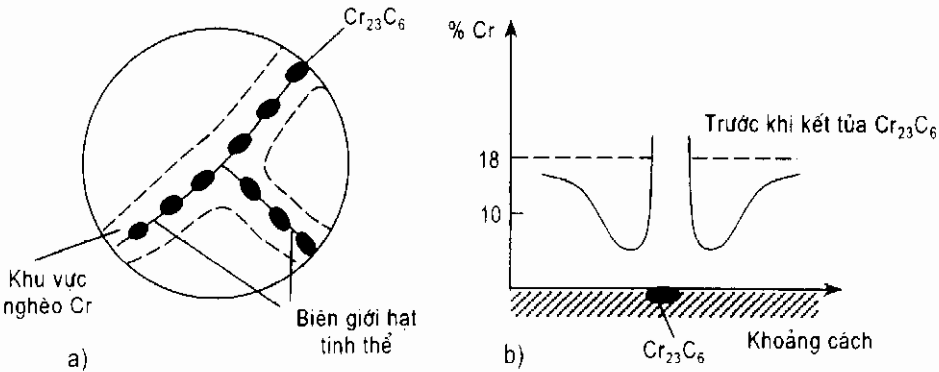 Cr₂₃C₆
Khu vực
nghèo Cr
Biên giới hạt
tinh thể
a)
% Cr
Trước khi kết tủa Cr₂₃C₆
18
10
Cr₂₃C₆
Khoảng cách
b)